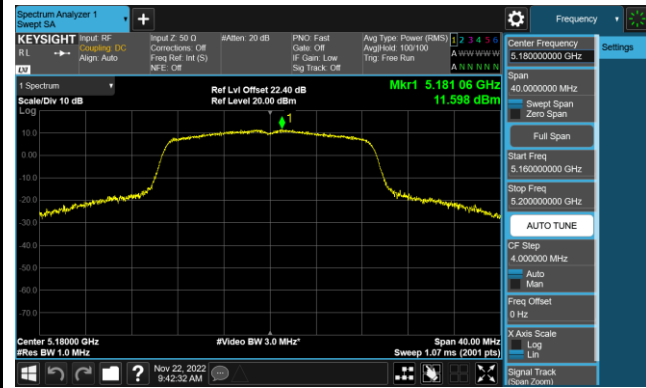 Spectrum Analyzer 1
Swept SA
+
Frequency
KEYSIGHT
RL
LXI
Input: RF
Coupling: DC
Align: Auto
Input Z: 50 Ω
Corrections: Off
Freq Ref: Int (S)
NFE: Off
#Atten: 20 dB
PNO: Fast
Gate: Off
IF Gain: Low
Sig Track: Off
Avg Type: Power (RMS)
Avg|Hold: 100/100
Trig: Free Run
1 2 3 4 5 6
A W W W W W
A N N N N N
1 Spectrum
Scale/Div 10 dB
Log
Ref Lvl Offset 22.40 dB
Ref Level 20.00 dBm
Mkr1 5.181 06 GHz
11.598 dBm
1
10.0
0.00
-10.0
-20.0
-30.0
-40.0
-50.0
-60.0
-70.0
Center 5.18000 GHz
#Res BW 1.0 MHz
#Video BW 3.0 MHz*
Span 40.00 MHz
Sweep 1.07 ms (2001 pts)
Nov 22, 2022
9:42:32 AM
?
Center Frequency
5.180000000 GHz
Settings
Span
40.0000000 MHz
Swept Span
Zero Span
Full Span
Start Freq
5.160000000 GHz
Stop Freq
5.200000000 GHz
AUTO TUNE
CF Step
4.000000 MHz
Auto
Man
Freq Offset
0 Hz
X Axis Scale
Log
Lin
Signal Track
(Span Zoom)